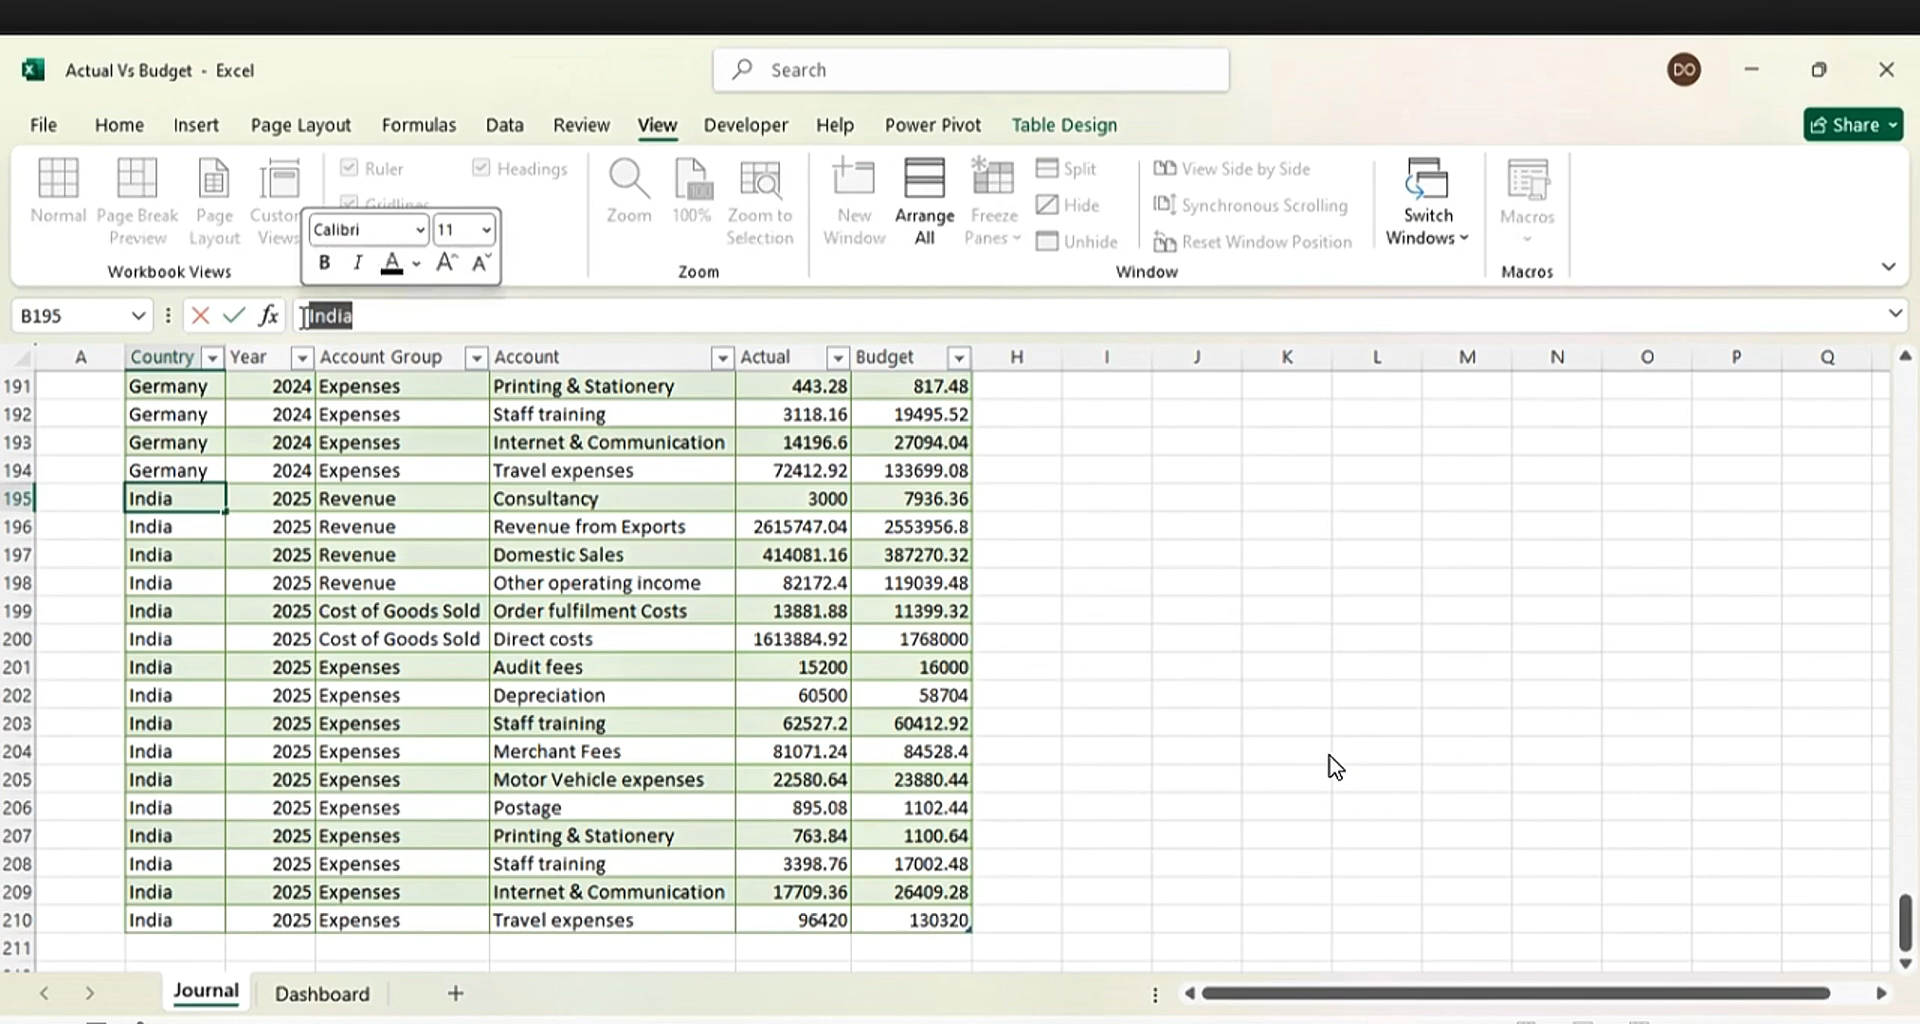 Actual Vs Budget - Excel
Search
DO
File Home Insert Page Layout Formulas Data Review View Developer Help Power Pivot Table Design Share
Normal
Page Break Preview
Page Layout
Custom Views
Workbook Views
Ruler
Headings
Gridlines
Calibri 11
B I A A A
Zoom
100%
Zoom to Selection
Zoom
New Window
Arrange All
Freeze Panes
Split
Hide
Unhide
View Side by Side
Synchronous Scrolling
Reset Window Position
Window
Switch Windows
Macros
Macros
B195 fx India
A Country Year Account Group Account Actual Budget H I J K L M N O P Q
191 Germany 2024 Expenses Printing & Stationery 443.28 817.48
192 Germany 2024 Expenses Staff training 3118.16 19495.52
193 Germany 2024 Expenses Internet & Communication 14196.6 27094.04
194 Germany 2024 Expenses Travel expenses 72412.92 133699.08
195 India 2025 Revenue Consultancy 3000 7936.36
196 India 2025 Revenue Revenue from Exports 2615747.04 2553956.8
197 India 2025 Revenue Domestic Sales 414081.16 387270.32
198 India 2025 Revenue Other operating income 82172.4 119039.48
199 India 2025 Cost of Goods Sold Order fulfilment Costs 13881.88 11399.32
200 India 2025 Cost of Goods Sold Direct costs 1613884.92 1768000
201 India 2025 Expenses Audit fees 15200 16000
202 India 2025 Expenses Depreciation 60500 58704
203 India 2025 Expenses Staff training 62527.2 60412.92
204 India 2025 Expenses Merchant Fees 81071.24 84528.4
205 India 2025 Expenses Motor Vehicle expenses 22580.64 23880.44
206 India 2025 Expenses Postage 895.08 1102.44
207 India 2025 Expenses Printing & Stationery 763.84 1100.64
208 India 2025 Expenses Staff training 3398.76 17002.48
209 India 2025 Expenses Internet & Communication 17709.36 26409.28
210 India 2025 Expenses Travel expenses 96420 130320
211
Journal Dashboard +